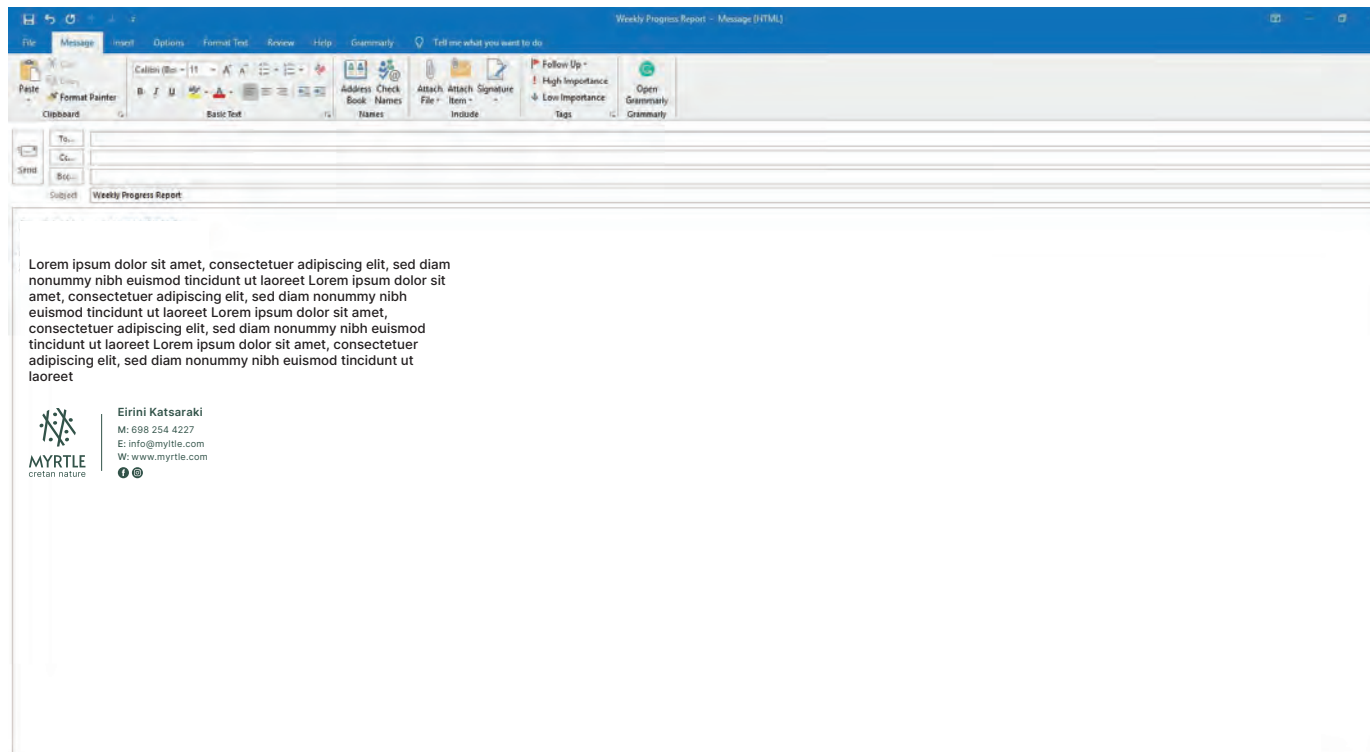 Weekly Progress Report - Message (HTML)
File Message Insert Options Format Text Review Help Grammarly Tell me what you want to do
Paste
Cut
Copy
Format Painter
Clipboard
11
B I U
Basic Text
Address Book
Check Names
Names
Attach File
Attach Item
Signature
Include
Follow Up
High Importance
Low Importance
Tags
Open Grammarly
Grammarly
Send
To...
Cc...
Bcc...
Subject Weekly Progress Report
Lorem ipsum dolor sit amet, consectetuer adipiscing elit, sed diam
nonummy nibh euismod tincidunt ut laoreet Lorem ipsum dolor sit
amet, consectetuer adipiscing elit, sed diam nonummy nibh
euismod tincidunt ut laoreet Lorem ipsum dolor sit amet,
consectetuer adipiscing elit, sed diam nonummy nibh euismod
tincidunt ut laoreet Lorem ipsum dolor sit amet, consectetuer
adipiscing elit, sed diam nonummy nibh euismod tincidunt ut
laoreet
MYRTLE
cretan nature
Eirini Katsaraki
M: 698 254 4227
E: info@myltle.com
W: www.myrtle.com